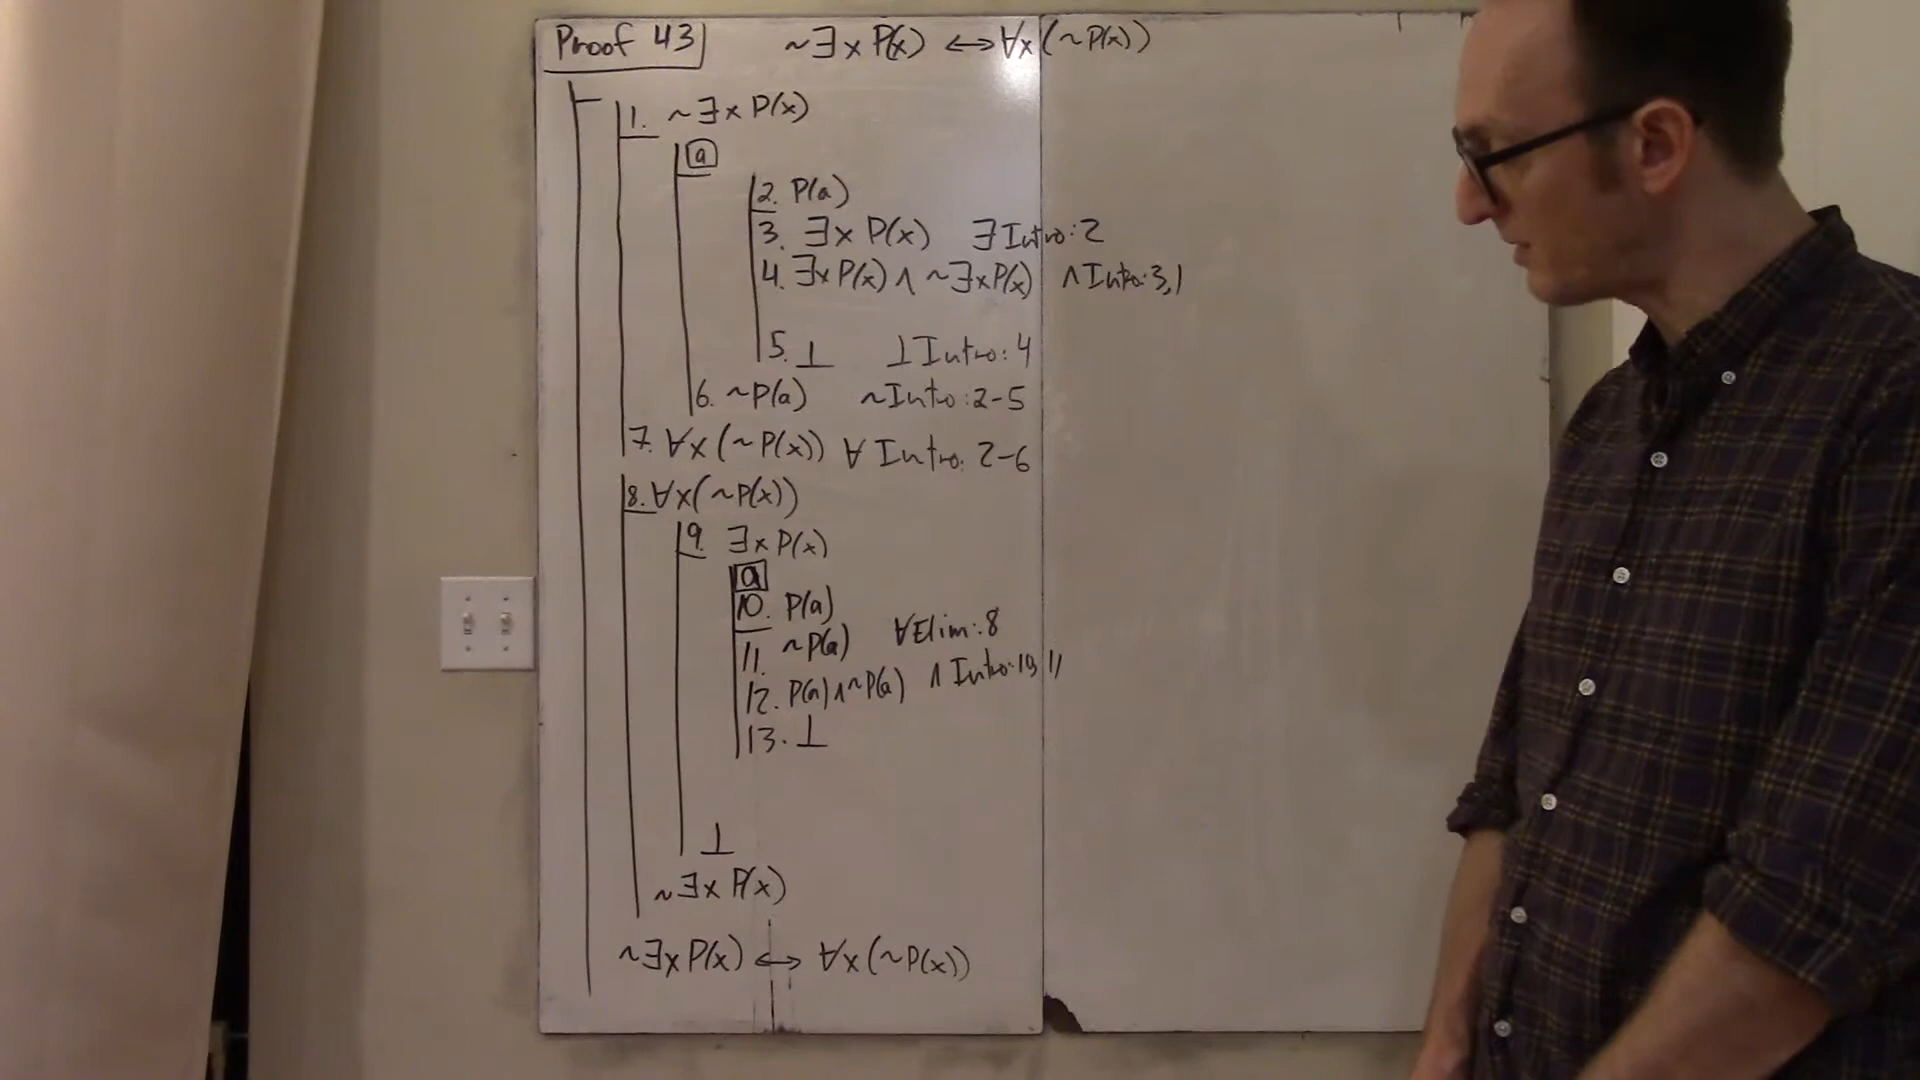 Proof 43 ~∃x P(x) ↔ ∀x(~P(x))
1. ~∃x P(x)
a
2. P(a)
3. ∃x P(x) ∃ Intro: 2
4. ∃x P(x) ∧ ~∃x P(x) ∧ Intro: 3, 1
5. ⊥ ⊥ Intro: 4
6. ~P(a) ~Intro: 2-5
7. ∀x (~P(x)) ∀ Intro: 2-6
8. ∀x(~P(x))
9. ∃x P(x)
a
10. P(a)
11. ~P(a) ∀Elim: 8
12. P(a) ∧ ~P(a) ∧ Intro: 10, 11
13. ⊥
⊥
~∃x P(x)
~∃x P(x) ↔ ∀x (~P(x))